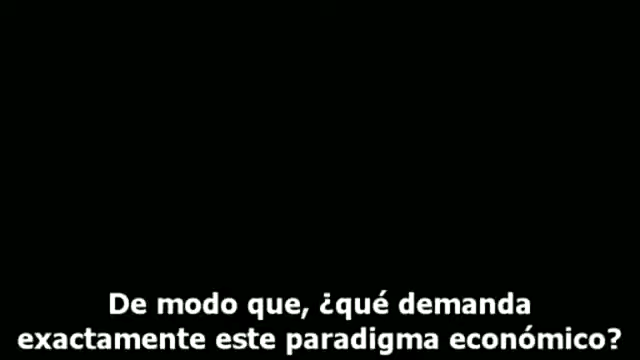 De modo que, ¿qué demanda
exactamente este paradigma económico?